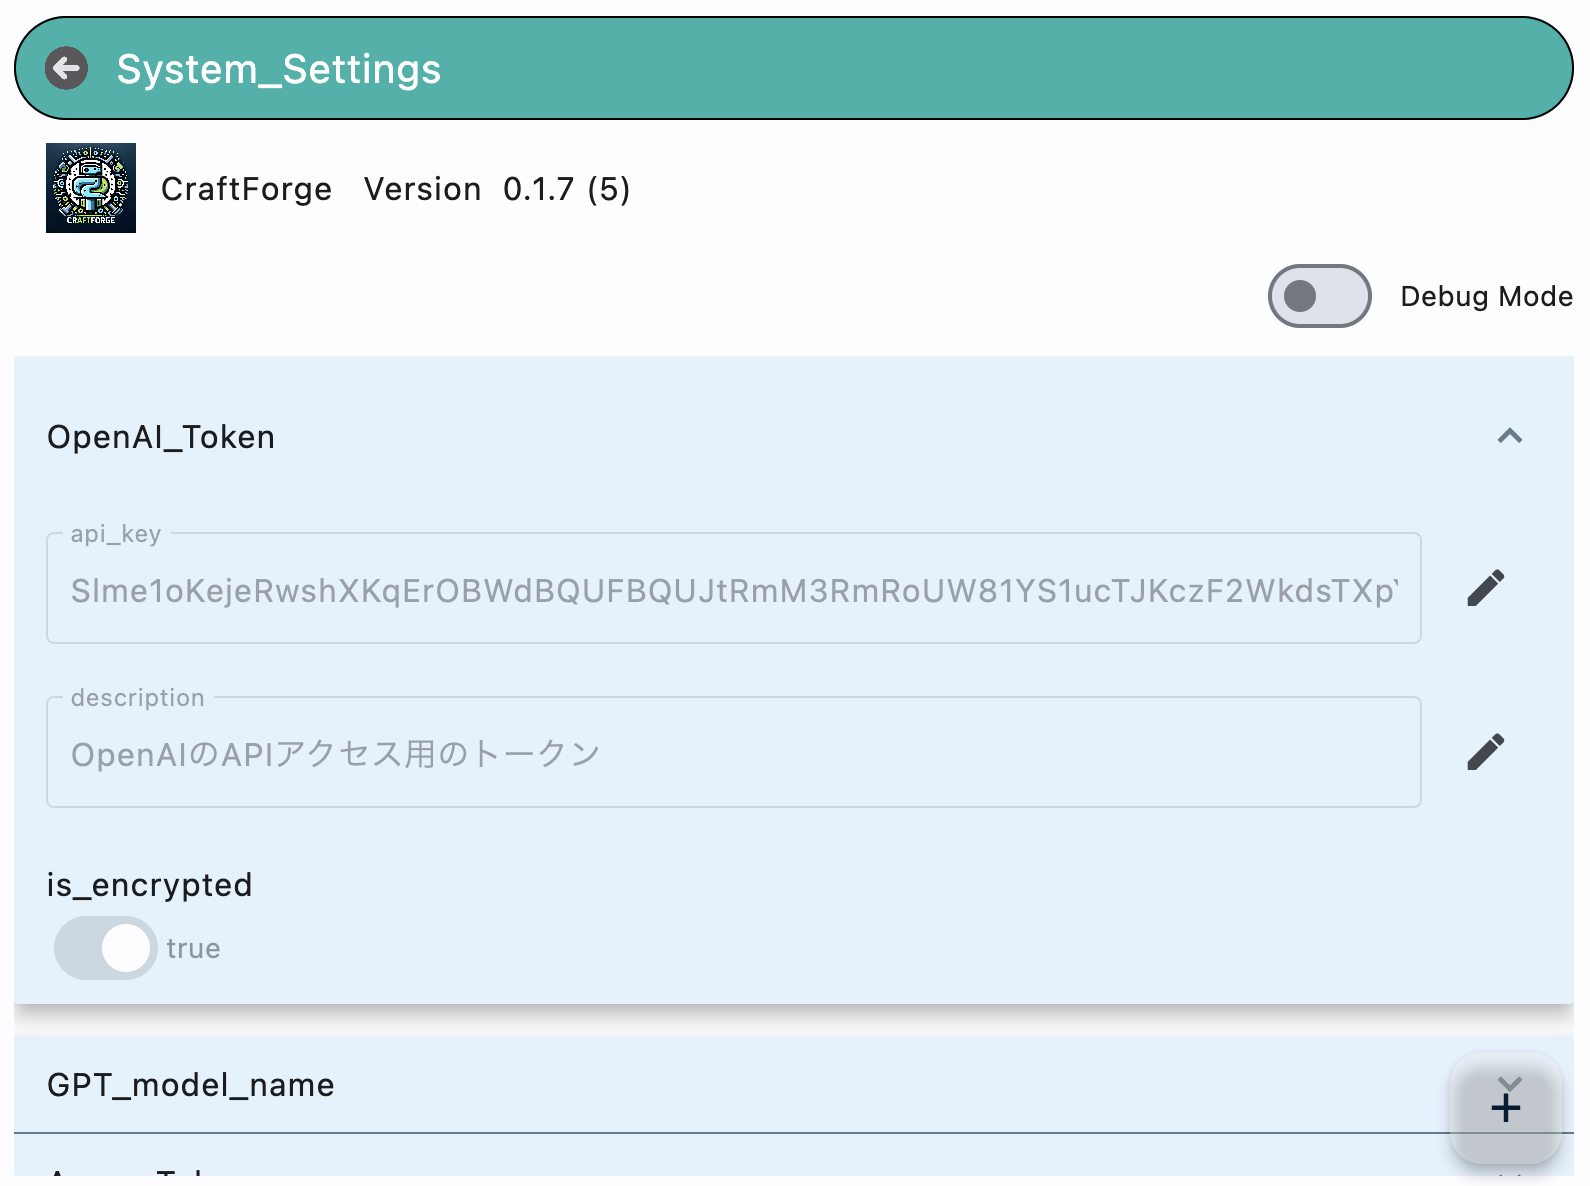 System_Settings
CRAFTFORGE
CraftForge Version 0.1.7 (5)
Debug Mode
OpenAI_Token
api_key
Slme1oKejeRwshXKqErOBWdBQUFBQUJtRmM3RmRoUW81YS1ucTJKczF2WkdsTXp
description
OpenAIのAPIアクセス用のトークン
is_encrypted
true
GPT_model_name